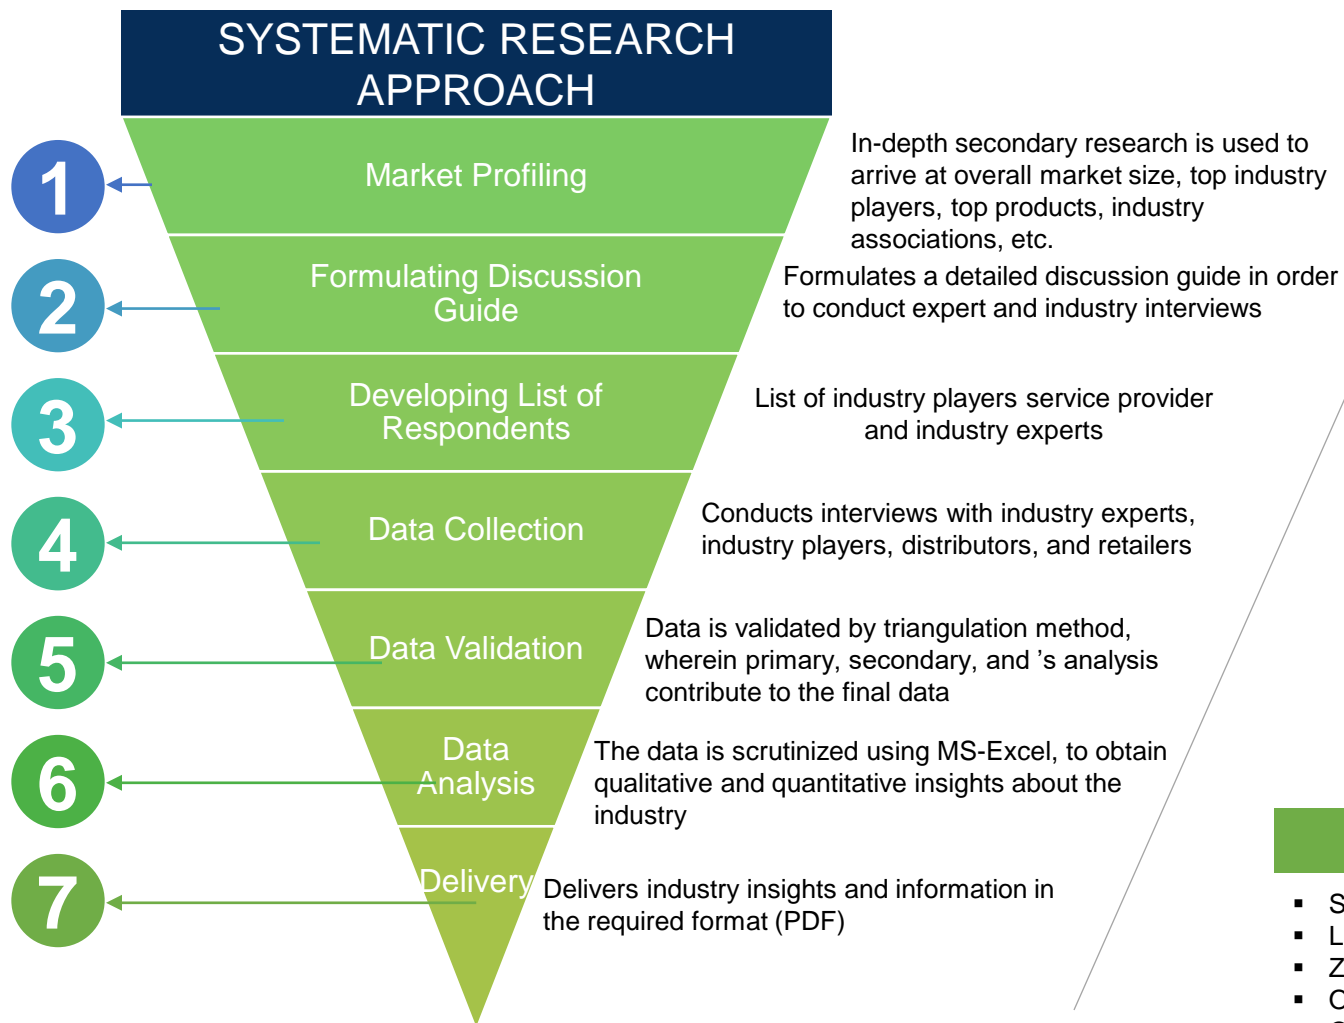 SYSTEMATIC RESEARCH
APPROACH
1
Market Profiling
In-depth secondary research is used to
arrive at overall market size, top industry
players, top products, industry
associations, etc.
2
Formulating Discussion
Guide
Formulates a detailed discussion guide in order
to conduct expert and industry interviews
3
Developing List of
Respondents
List of industry players service provider
and industry experts
4
Data Collection
Conducts interviews with industry experts,
industry players, distributors, and retailers
5
Data Validation
Data is validated by triangulation method,
wherein primary, secondary, and ’s analysis
contribute to the final data
6
Data
Analysis
The data is scrutinized using MS-Excel, to obtain
qualitative and quantitative insights about the
industry
7
Delivery
Delivers industry insights and information in
the required format (PDF)